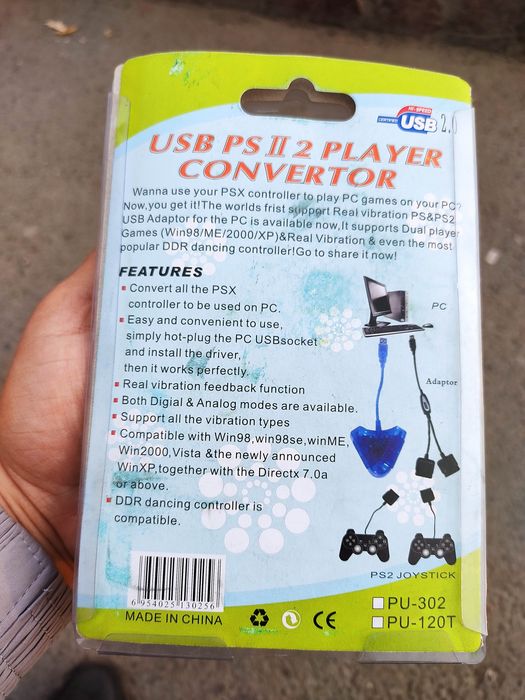 HI-SPEED
CERTIFIED USB 2.0
USB PS II 2 PLAYER
CONVERTOR
Wanna use your PSX controller to play PC games on your PC?
Now,you get it!The worlds frist support Real vibration PS&PS2
USB Adaptor for the PC is available now,It supports Dual player
Games (Win98/ME/2000/XP)&Real Vibration & even the most
popular DDR dancing controller!Go to share it now!
FEATURES
Convert all the PSX
controller to be used on PC.
Easy and convenient to use,
simply hot-plug the PC USBsocket
and install the driver,
then it works perfectly.
Real vibration feedback function
Both Digial & Analog modes are available.
Support all the vibration types
Compatible with Win98,win98se,winME,
Win2000,Vista &the newly announced
WinXP,together with the Directx 7.0a
or above.
DDR dancing controller is
compatible.
PC
Adaptor
PS2 JOYSTICK
6 954025 130256
MADE IN CHINA
CE
PU-302
PU-120T